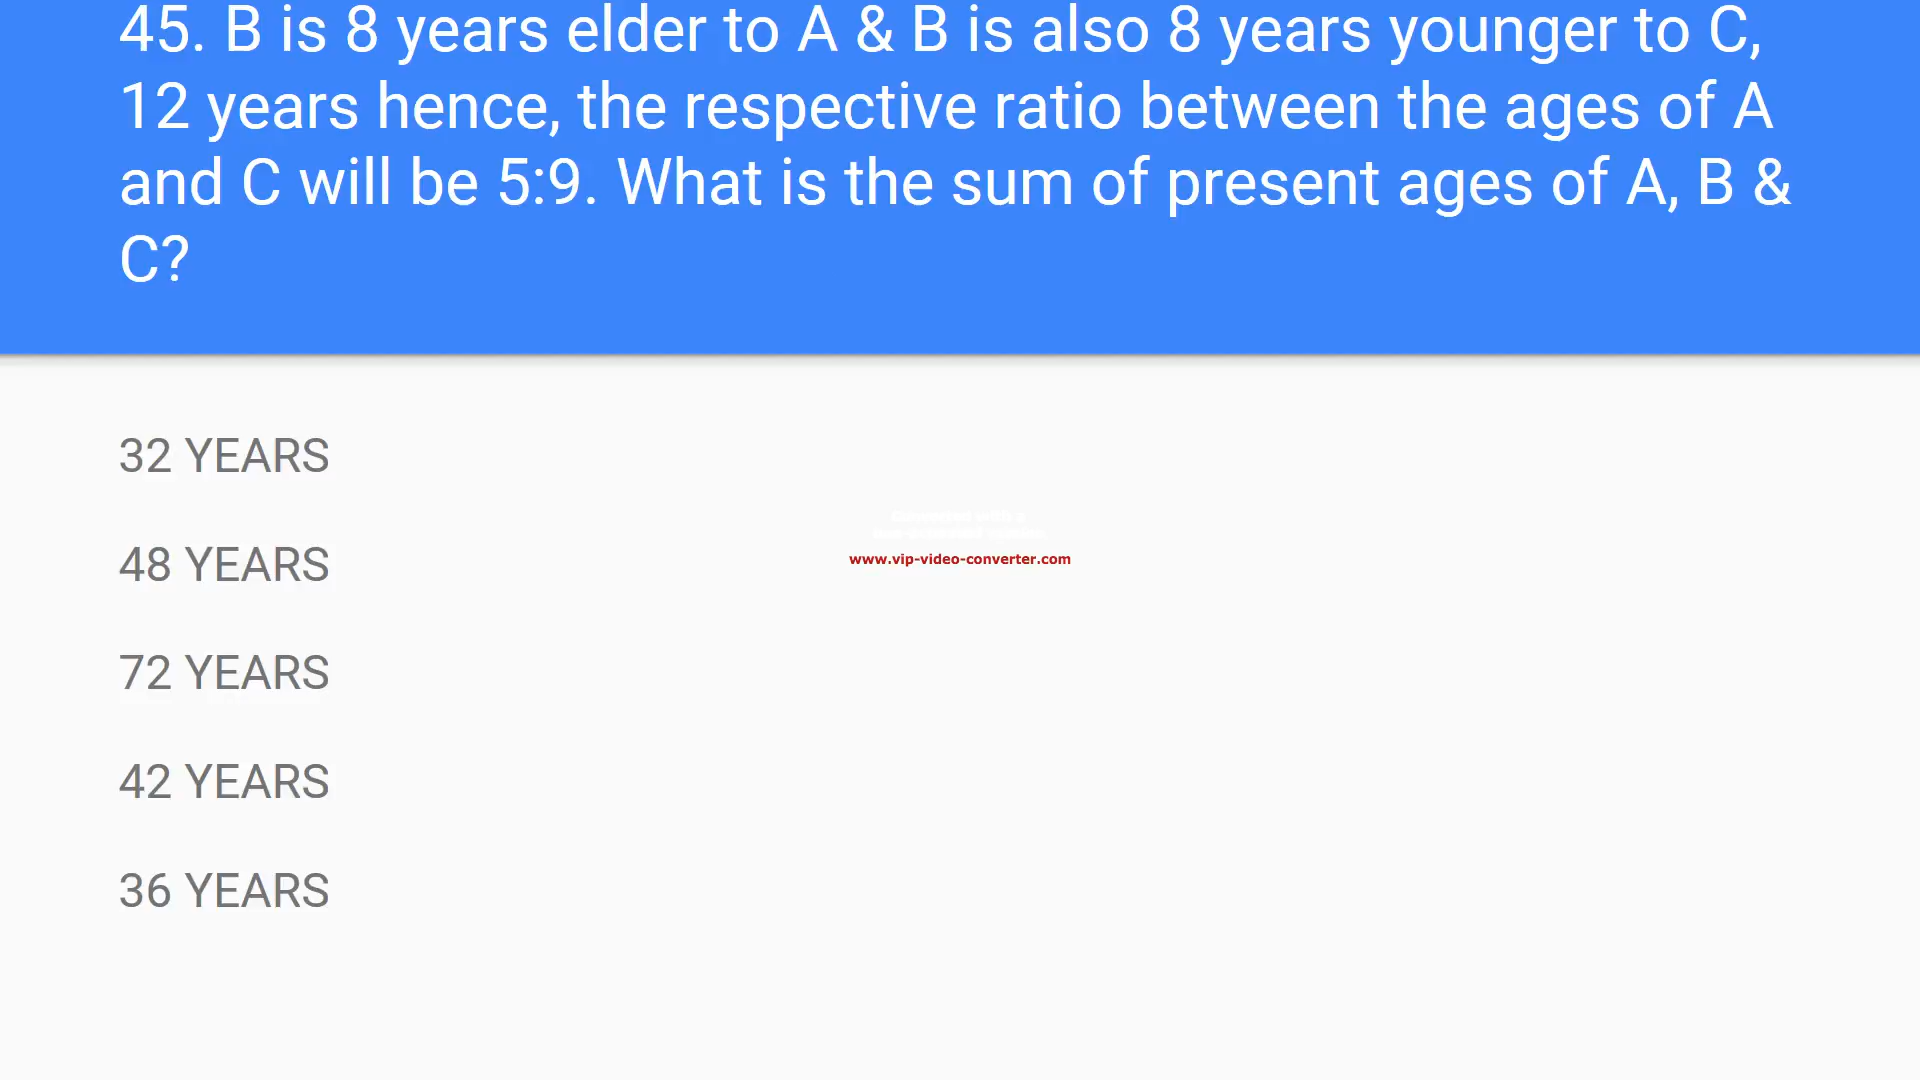 45. B is 8 years elder to A & B is also 8 years younger to C,
12 years hence, the respective ratio between the ages of A
and C will be 5:9. What is the sum of present ages of A, B &
C?
32 YEARS
48 YEARS
www.vip-video-converter.com
72 YEARS
42 YEARS
36 YEARS